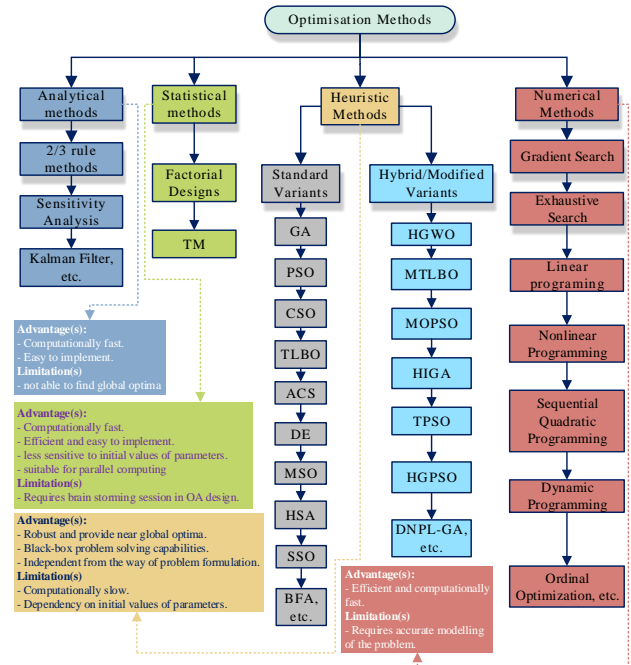 Optimisation Methods
Analytical
methods
2/3 rule
methods
Sensitivity
Analysis
Kalman Filter,
etc.
Statistical
methods
Factorial
Designs
TM
Heuristic
Methods
Standard
Variants
GA
PSO
CSO
TLBO
ACS
DE
MSO
HSA
SSO
BFA,
etc.
Hybrid/Modified
Variants
HGWO
MTLBO
MOPSO
HIGA
TPSO
HGPSO
DNPL-GA,
etc.
Numerical
Methods
Gradient Search
Exhaustive
Search
Linear
programing
Nonlinear
Programming
Sequential
Quadratic
Programming
Dynamic
Programming
Ordinal
Optimization, etc.
Advantage(s):
- Computationally fast.
- Easy to implement.
Limitation(s)
- not able to find global optima
Advantage(s):
- Computationally fast.
- Efficient and easy to implement.
- less sensitive to initial values of parameters.
- suitable for parallel computing
Limitation(s)
- Requires brain storming session in OA design.
Advantage(s):
- Robust and provide near global optima.
- Black-box problem solving capabilities.
- Independent from the way of problem formulation.
Limitation(s)
- Computationally slow.
- Dependency on initial values of parameters.
Advantage(s):
- Efficient and computationally
fast.
Limitation(s)
- Requires accurate modelling
of the problem.